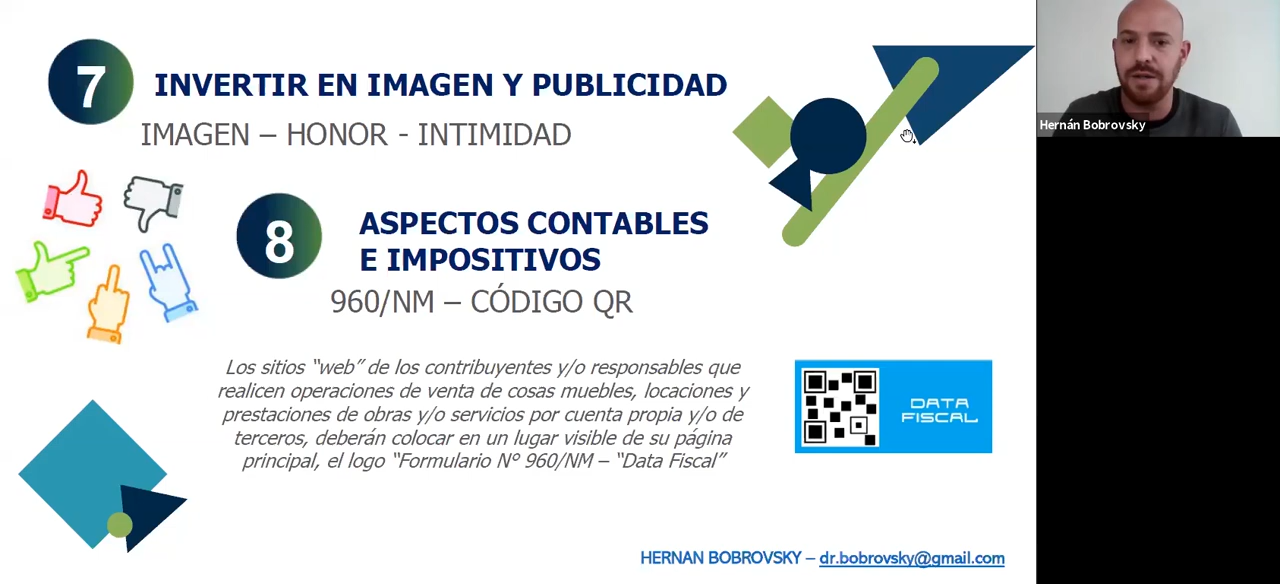 7
INVERTIR EN IMAGEN Y PUBLICIDAD
IMAGEN – HONOR - INTIMIDAD
8
ASPECTOS CONTABLES
E IMPOSITIVOS
960/NM – CÓDIGO QR
Los sitios “web” de los contribuyentes y/o responsables que
realicen operaciones de venta de cosas muebles, locaciones y
prestaciones de obras y/o servicios por cuenta propia y/o de
terceros, deberán colocar en un lugar visible de su página
principal, el logo “Formulario N° 960/NM – “Data Fiscal”
DATA
FISCAL
HERNAN BOBROVSKY – dr.bobrovsky@gmail.com
Hernán Bobrovsky